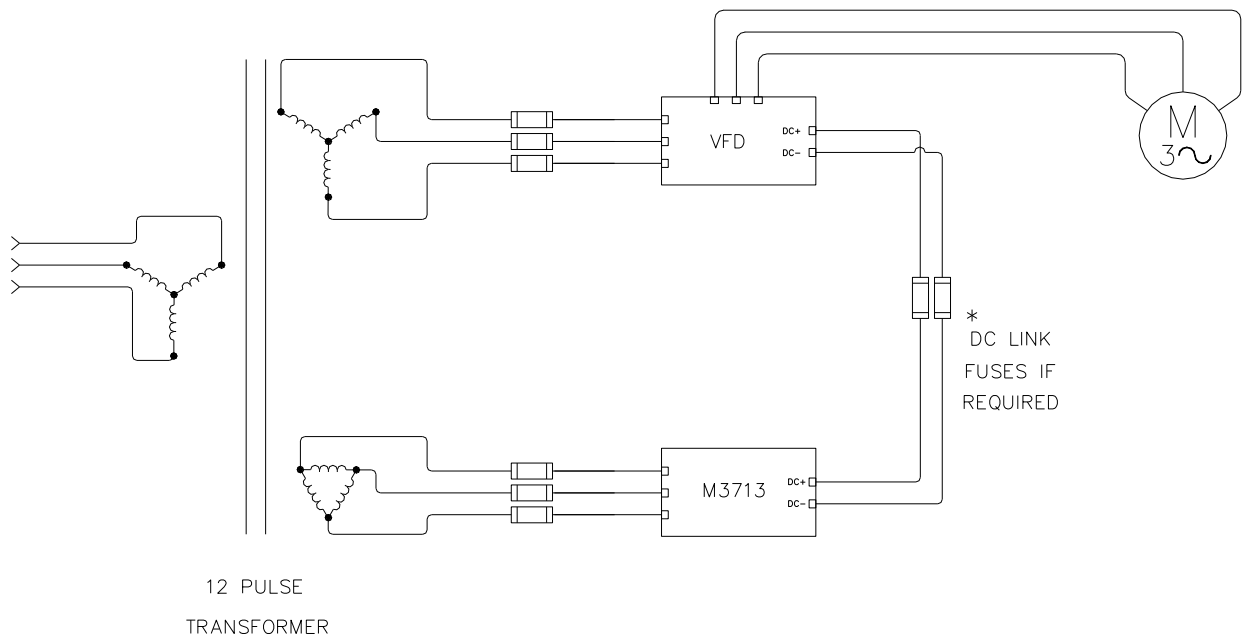 VFD
DC+
DC-
M
3~
*
DC LINK
FUSES IF
REQUIRED
M3713
DC+
DC-
12 PULSE
TRANSFORMER